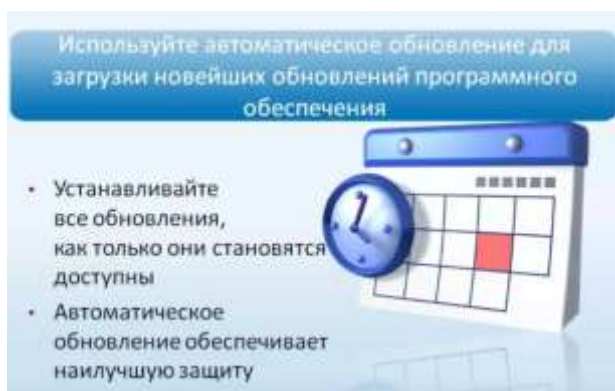 Используйте автоматическое обновление для
загрузки новейших обновлений программного
обеспечения
• Устанавливайте
все обновления,
как только они становятся
доступны
• Автоматическое
обновление обеспечивает
наилучшую защиту